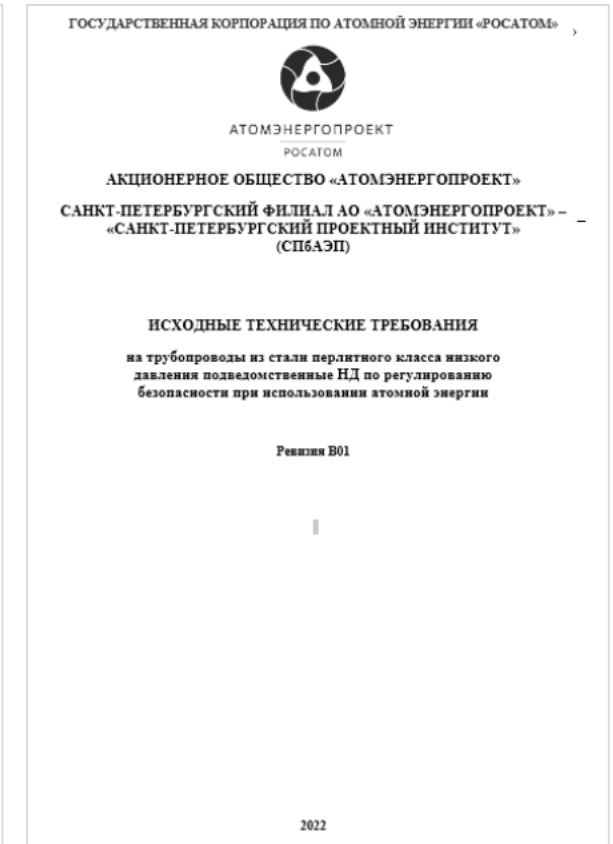 ГОСУДАРСТВЕННАЯ КОРПОРАЦИЯ ПО АТОМНОЙ ЭНЕРГИИ «РОСАТОМ»
АТОМЭНЕРГОПРОЕКТ
РОСАТОМ
АКЦИОНЕРНОЕ ОБЩЕСТВО «АТОМЭНЕРГОПРОЕКТ»
САНКТ-ПЕТЕРБУРГСКИЙ ФИЛИАЛ АО «АТОМЭНЕРГОПРОЕКТ» –
«САНКТ-ПЕТЕРБУРГСКИЙ ПРОЕКТНЫЙ ИНСТИТУТ»
(СПбАЭП)
ИСХОДНЫЕ ТЕХНИЧЕСКИЕ ТРЕБОВАНИЯ
на трубопроводы из стали перлитного класса низкого
давления подведомственные НД по регулированию
безопасности при использовании атомной энергии
Ревизия В01
2022